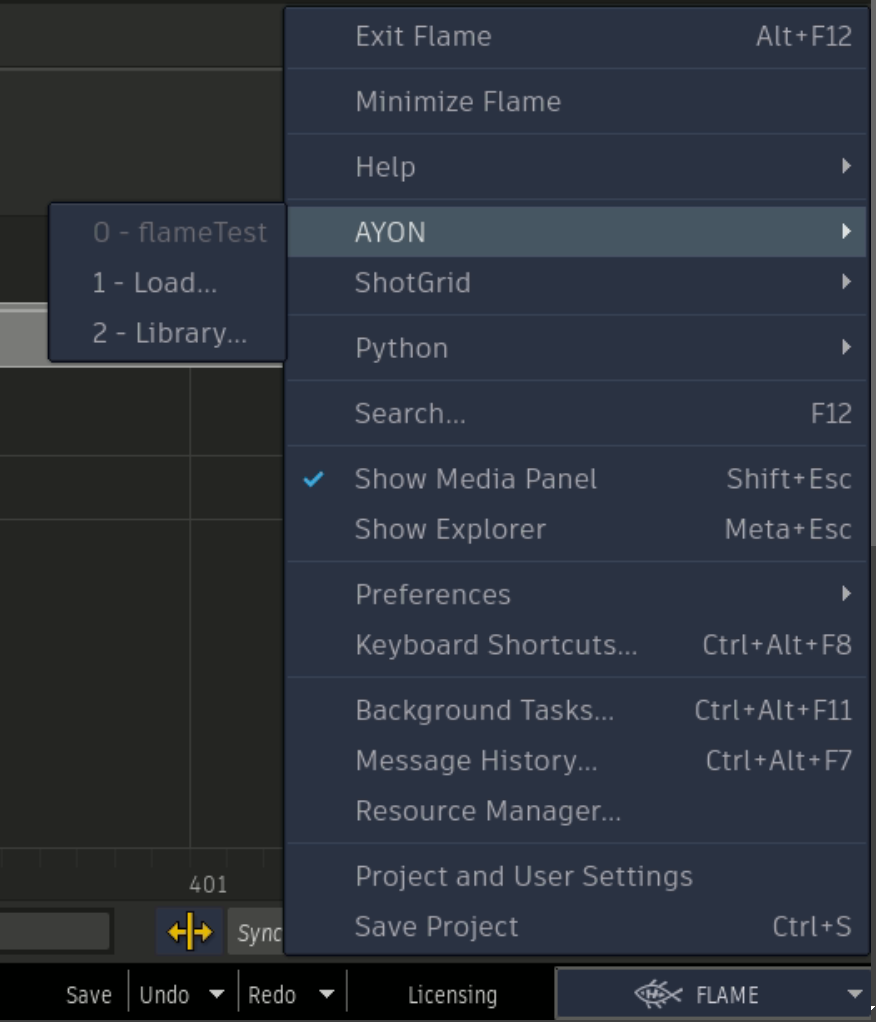 Exit Flame Alt+F12
Minimize Flame
Help
0 - flameTest
AYON
1 - Load...
ShotGrid
2 - Library...
Python
Search... F12
Show Media Panel Shift+Esc
Show Explorer Meta+Esc
Preferences
Keyboard Shortcuts... Ctrl+Alt+F8
Background Tasks... Ctrl+Alt+F11
Message History... Ctrl+Alt+F7
Resource Manager...
Project and User Settings
401
Save Project Ctrl+S
Sync
Save Undo Redo Licensing FLAME